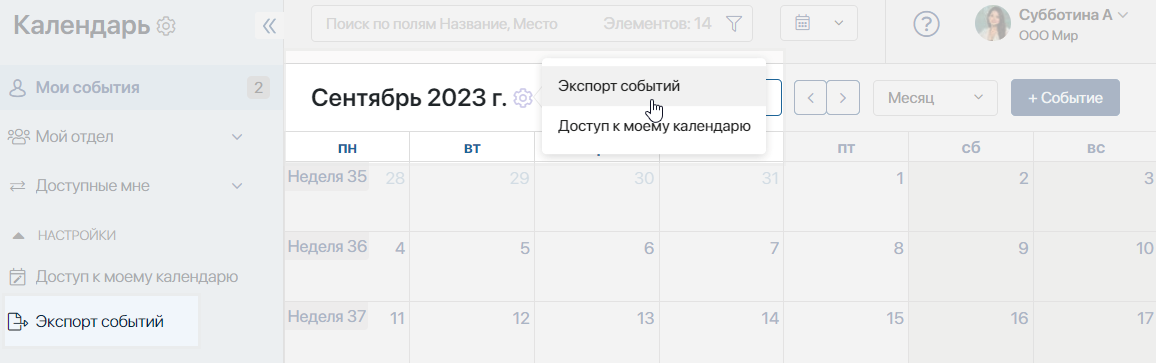 Календарь
Поиск по полям Название, Место Элементов: 14
Субботина А
ООО Мир
Мои события 2
Мой отдел
Доступные мне
НАСТРОЙКИ
Доступ к моему календарю
Экспорт событий
Сентябрь 2023 г.
Экспорт событий
Доступ к моему календарю
Месяц
+ Событие
пн вт пт сб вс
Неделя 35 28 29 30 31 1 2 3
Неделя 36 4 5 6 7 8 9 10
Неделя 37 11 12 13 14 15 16 17